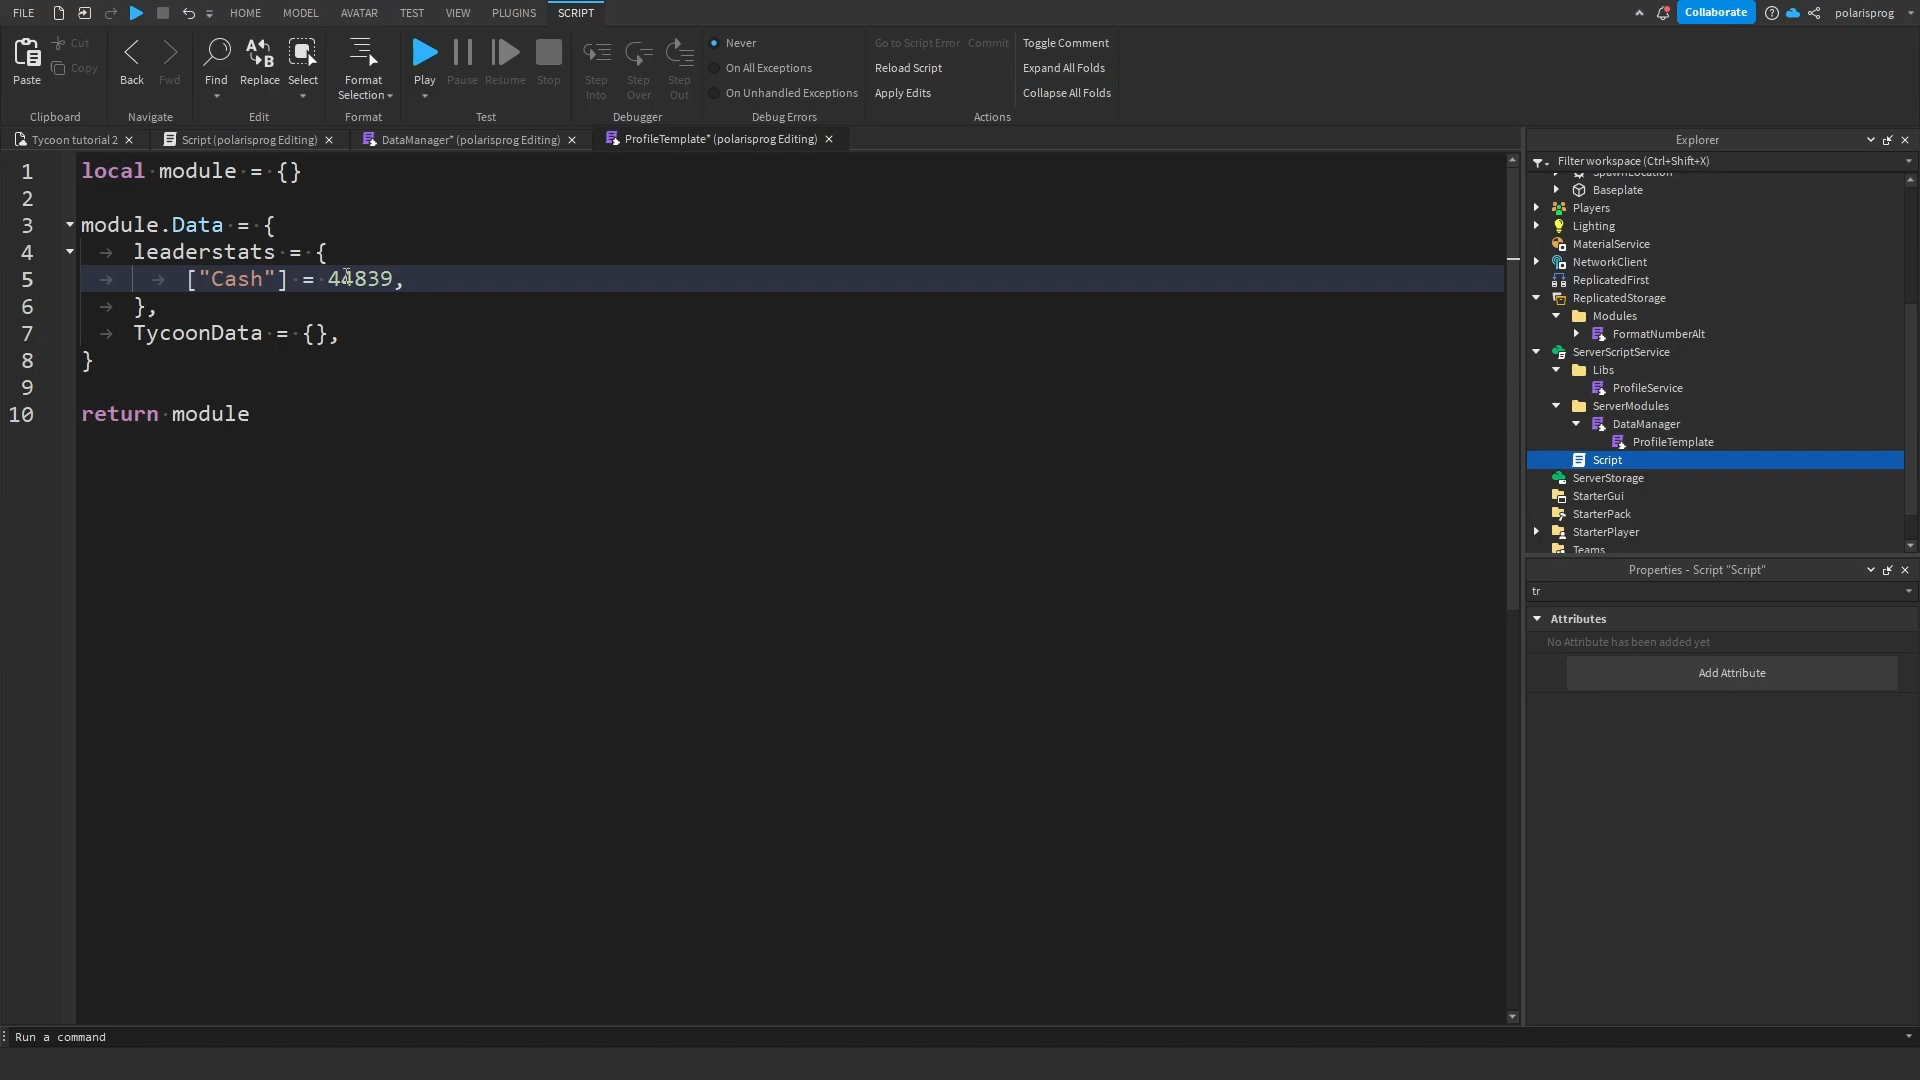 FILE HOME MODEL AVATAR TEST VIEW PLUGINS SCRIPT Collaborate polarisprog
Paste Cut Copy Back Fwd Find Replace Select Format Selection Play Pause Resume Stop Step Into Step Over Step Out
Never
On All Exceptions
On Unhandled Exceptions
Go to Script Error Commit
Reload Script
Apply Edits
Toggle Comment
Expand All Folds
Collapse All Folds
Clipboard Navigate Edit Format Test Debugger Debug Errors Actions
Tycoon tutorial 2 Script (polarisprog Editing) DataManager* (polarisprog Editing) ProfileTemplate* (polarisprog Editing)
1 local module = {}
2
3 module.Data = {
4 leaderstats = {
5 ["Cash"] = 44839,
6 },
7 TycoonData = {},
8 }
9
10 return module
Run a command
Explorer
Filter workspace (Ctrl+Shift+X)
SpawnLocation
Baseplate
Players
Lighting
MaterialService
NetworkClient
ReplicatedFirst
ReplicatedStorage
Modules
FormatNumberAlt
ServerScriptService
Libs
ProfileService
ServerModules
DataManager
ProfileTemplate
Script
ServerStorage
StarterGui
StarterPack
StarterPlayer
Teams
Properties - Script "Script"
tr
Attributes
No Attribute has been added yet
Add Attribute